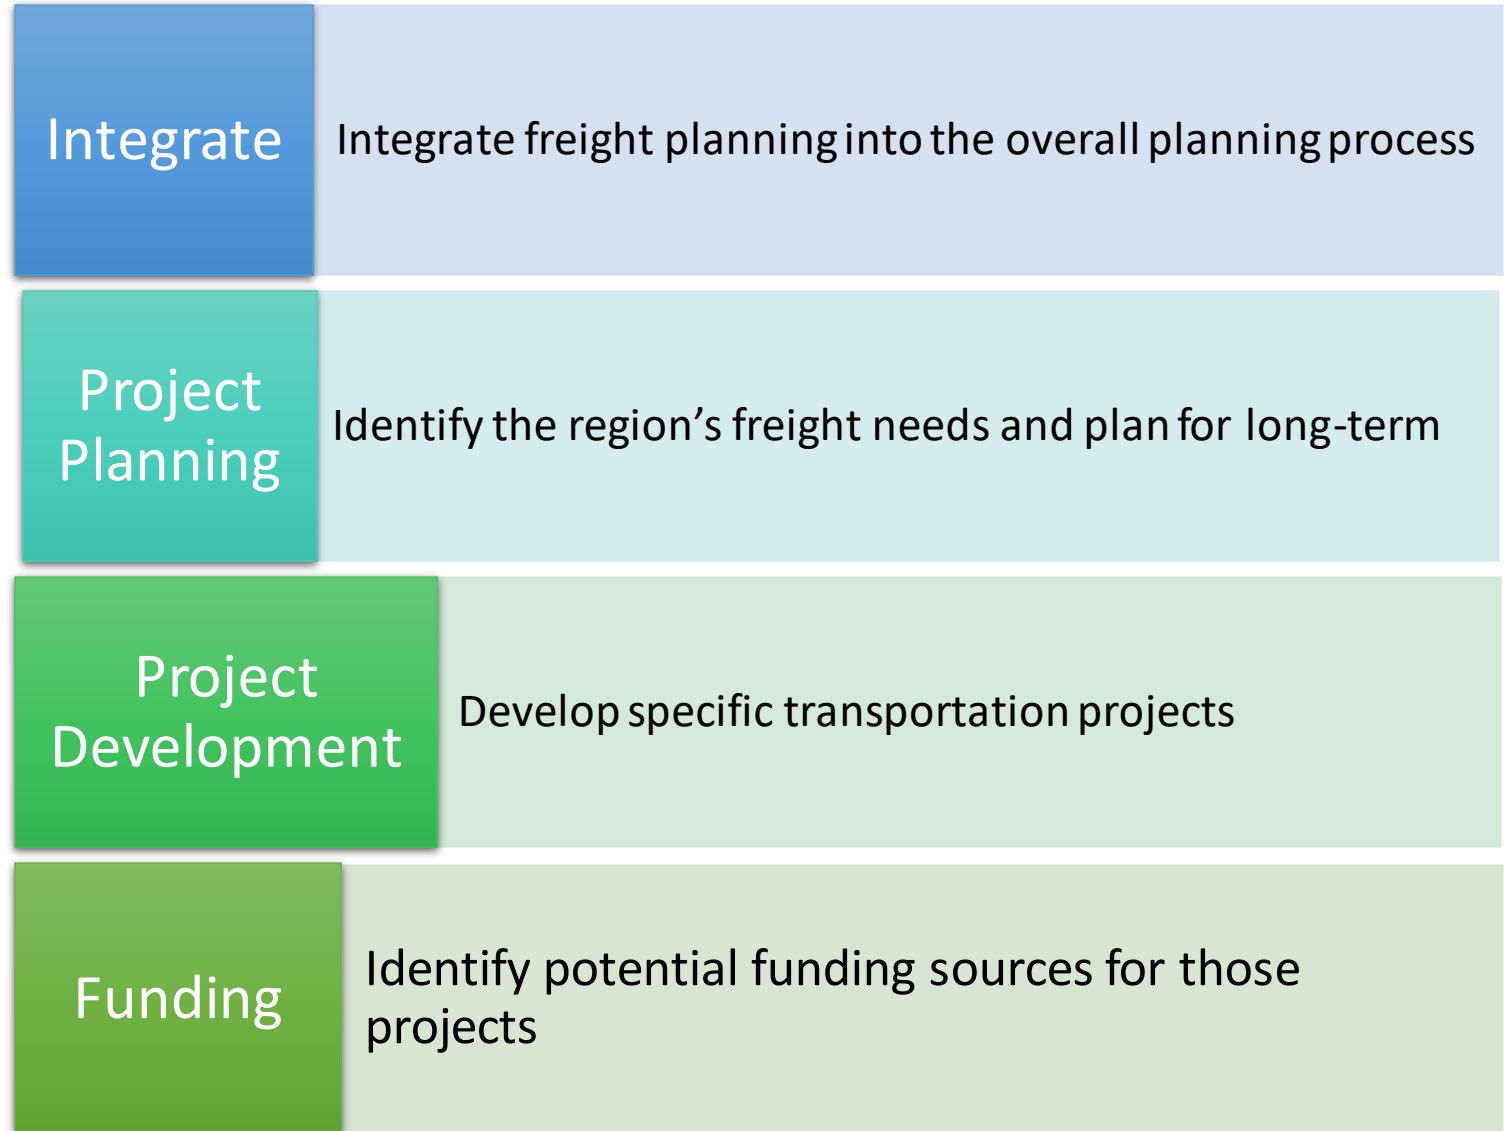 Integrate
Integrate freight planning into the overall planning process
Project
Planning
Identify the region’s freight needs and plan for long-term
Project
Development
Develop specific transportation projects
Funding
Identify potential funding sources for those
projects